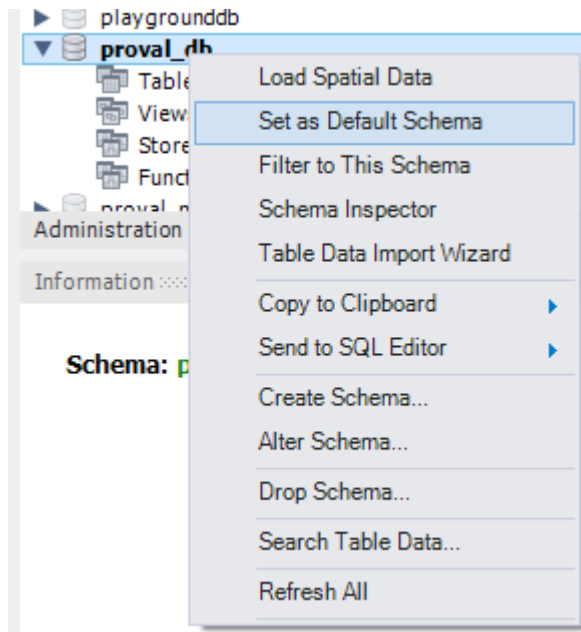 playgrounddb
proval_db
Load Spatial Data
Set as Default Schema
Filter to This Schema
Schema Inspector
Table Data Import Wizard
Copy to Clipboard
Send to SQL Editor
Create Schema...
Alter Schema...
Drop Schema...
Search Table Data...
Refresh All
Table
View
Store
Funct
Administration
Information
Schema: p